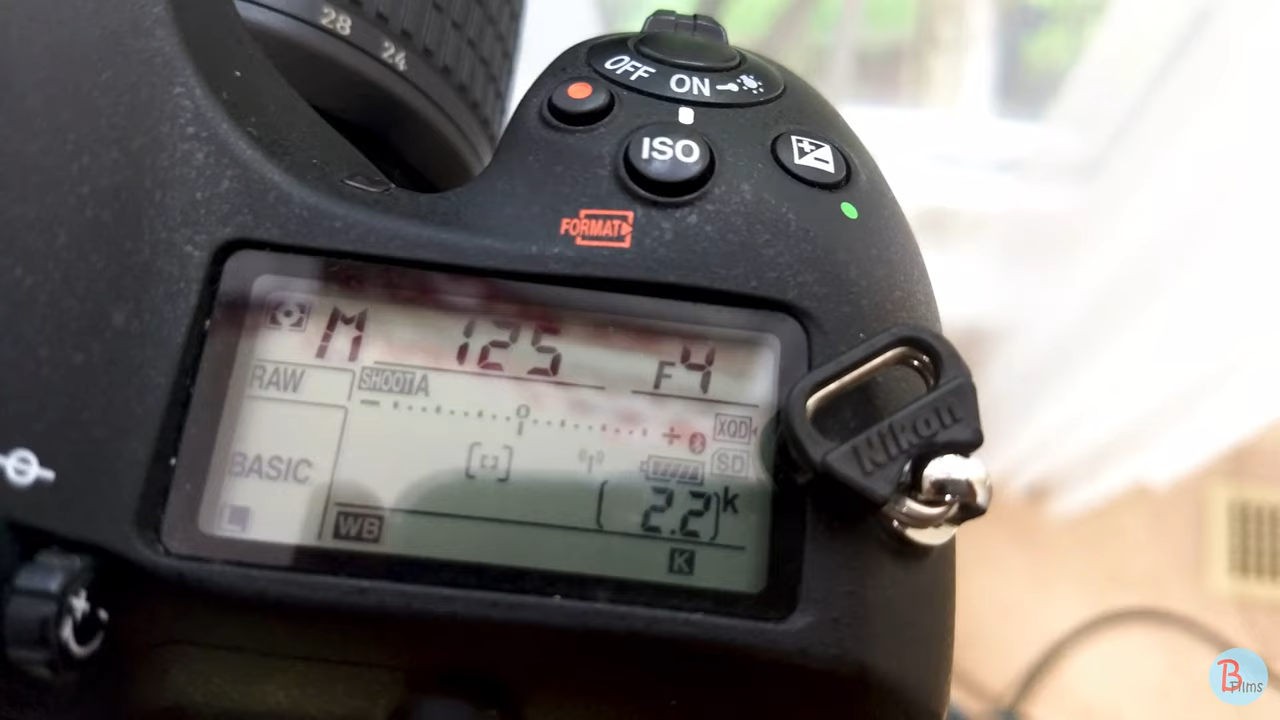 28
24
OFF ON
ISO
FORMAT
M 125 F4
RAW SHOOT A
XQD
BASIC SD
[2.2]k
L WB
K
Nikon
B Films